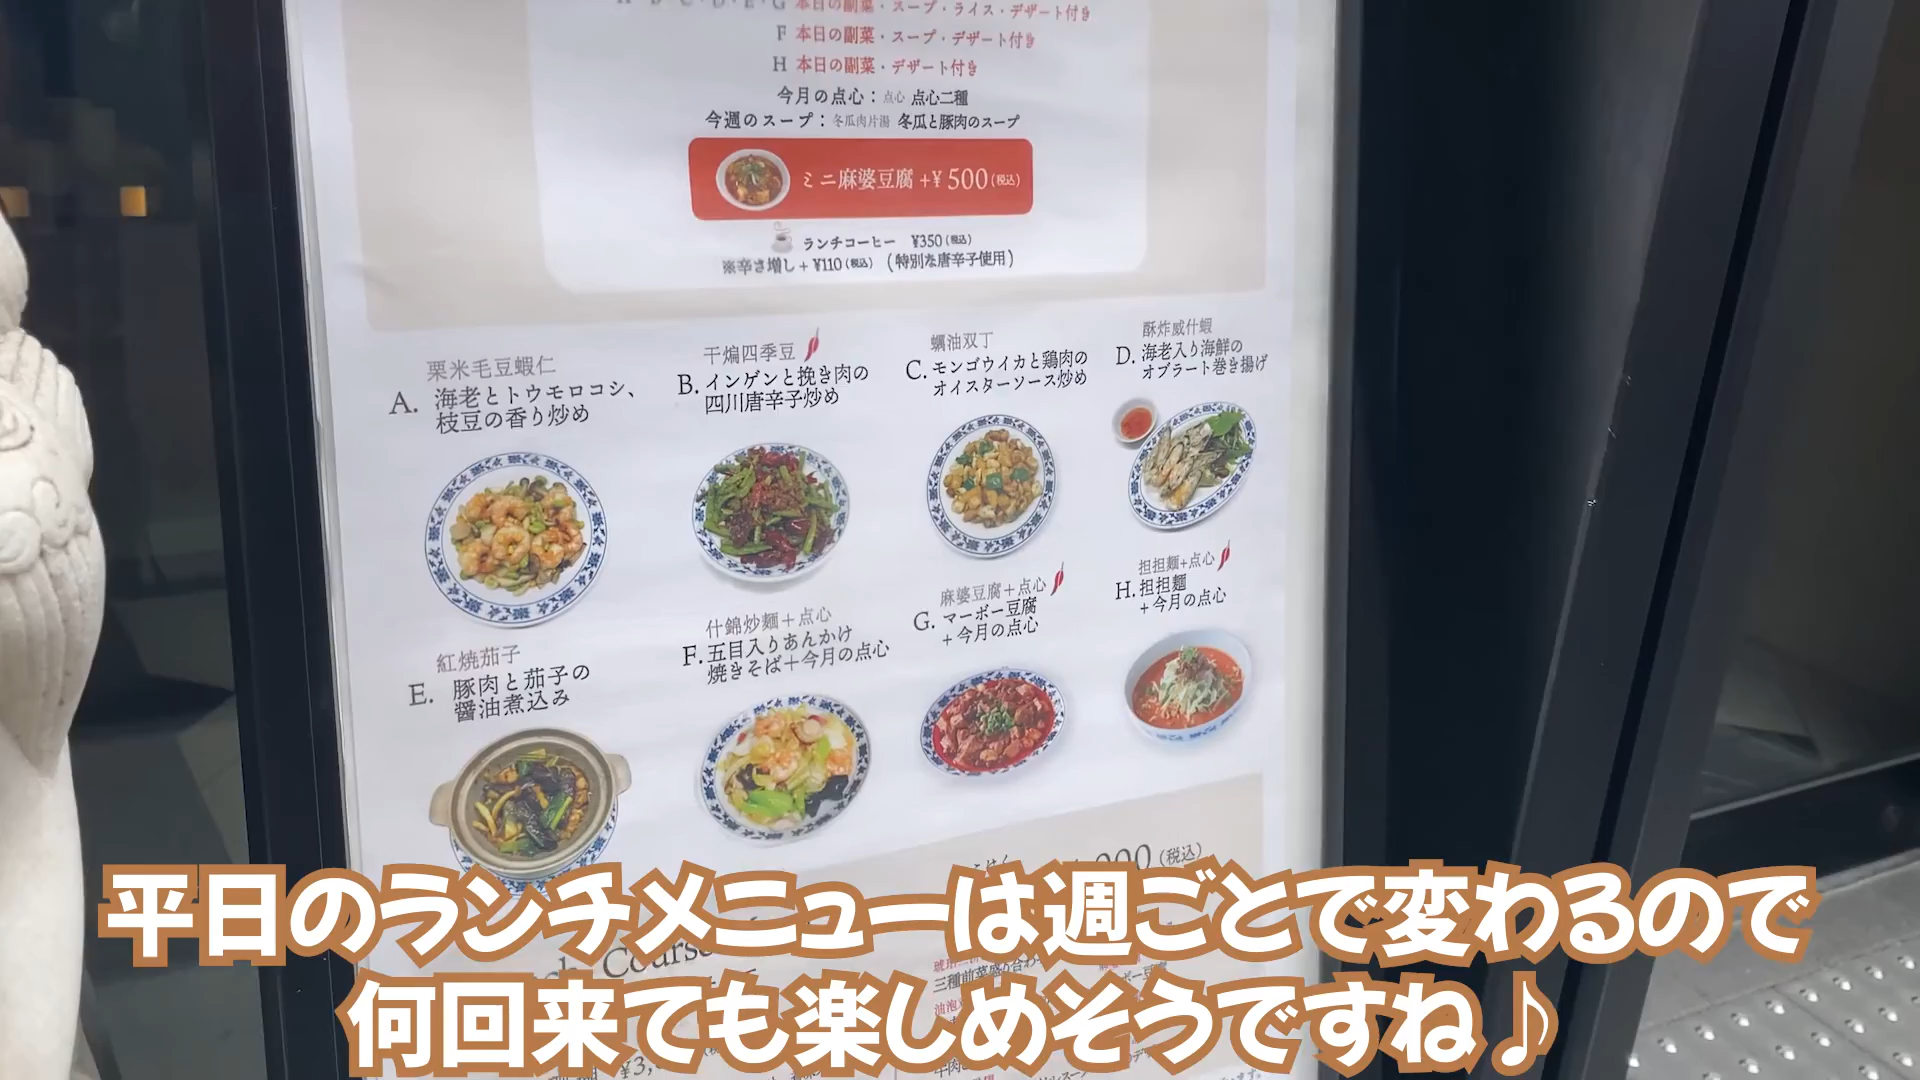 A・B・C・D・E・G 本日の副菜・スープ・ライス・デザート付き
F 本日の副菜・スープ・デザート付き
H 本日の副菜・デザート付き
今月の点心：点心 点心二種
今週のスープ：冬瓜肉片湯 冬瓜と豚肉のスープ
ミニ麻婆豆腐 +¥500(税込)
ランチコーヒー ¥350(税込)
※辛さ増し+¥110(税込) (特別な唐辛子使用)
粟米毛豆蝦仁
A. 海老とトウモロコシ、
枝豆の香り炒め
干煸四季豆
B. インゲンと挽き肉の
四川唐辛子炒め
蠣油双丁
C. モンゴウイカと鶏肉の
オイスターソース炒め
酥炸威什蝦
D. 海老入り海鮮の
オブラート巻き揚げ
紅焼茄子
E. 豚肉と茄子の
醤油煮込み
什錦炒麺+点心
F. 五目入りあんかけ
焼きそば+今月の点心
麻婆豆腐+点心
G. マーボー豆腐
+今月の点心
担担麺+点心
H. 担担麺
+今月の点心
(税込)
Course
三種前菜盛り合わ
平日のランチメニューは週ごとで変わるので
何回来ても楽しめそうですね♪